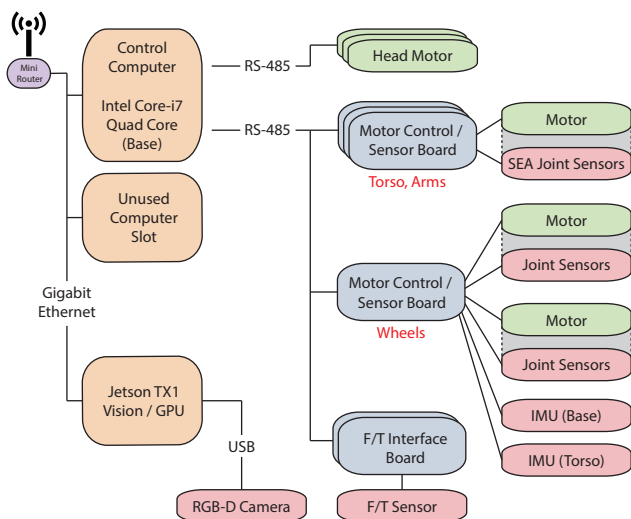 Mini
Router
Control
Computer
Intel Core-i7
Quad Core
(Base)
RS-485
Head Motor
RS-485
Motor Control /
Sensor Board
Torso, Arms
Motor
SEA Joint Sensors
Unused
Computer
Slot
Gigabit
Ethernet
Motor Control /
Sensor Board
Wheels
Motor
Joint Sensors
Motor
Joint Sensors
IMU (Base)
IMU (Torso)
Jetson TX1
Vision / GPU
USB
RGB-D Camera
F/T Interface
Board
F/T Sensor